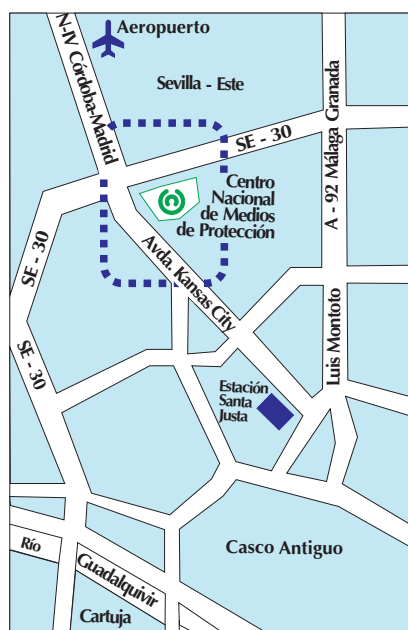 Aeropuerto
N-IV Córdoba-Madrid
Sevilla - Este
SE - 30
A - 92 Málaga Granada
Centro
Nacional
de Medios
de Protección
SE - 30
Avda. Kansas City
SE - 30
Luis Montoto
Estación
Santa
Justa
Río
Guadalquivir
Casco Antiguo
Cartuja